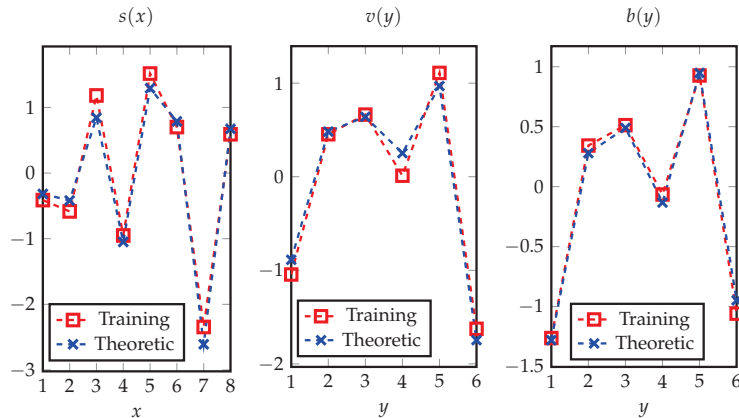 s(x)
1
0
−1
−2
−3
1 2 3 4 5 6 7 8
x
Training
Theoretic
v(y)
1
0
−1
−2
1 2 3 4 5 6
y
Training
Theoretic
b(y)
1
0.5
0
−0.5
−1
−1.5
1 2 3 4 5 6
y
Training
Theoretic